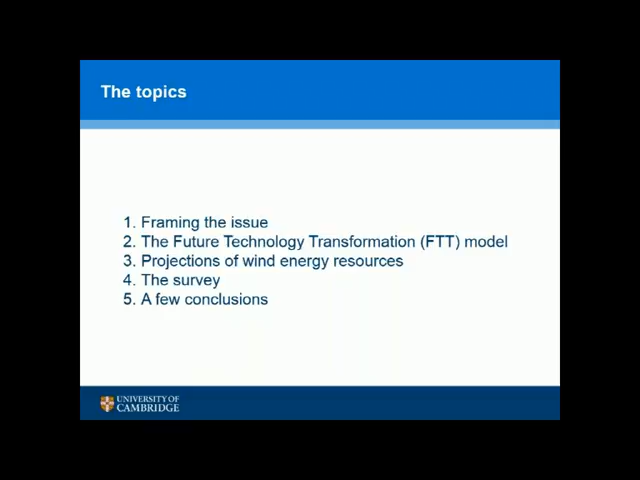 The topics
1. Framing the issue
2. The Future Technology Transformation (FTT) model
3. Projections of wind energy resources
4. The survey
5. A few conclusions
UNIVERSITY OF
CAMBRIDGE